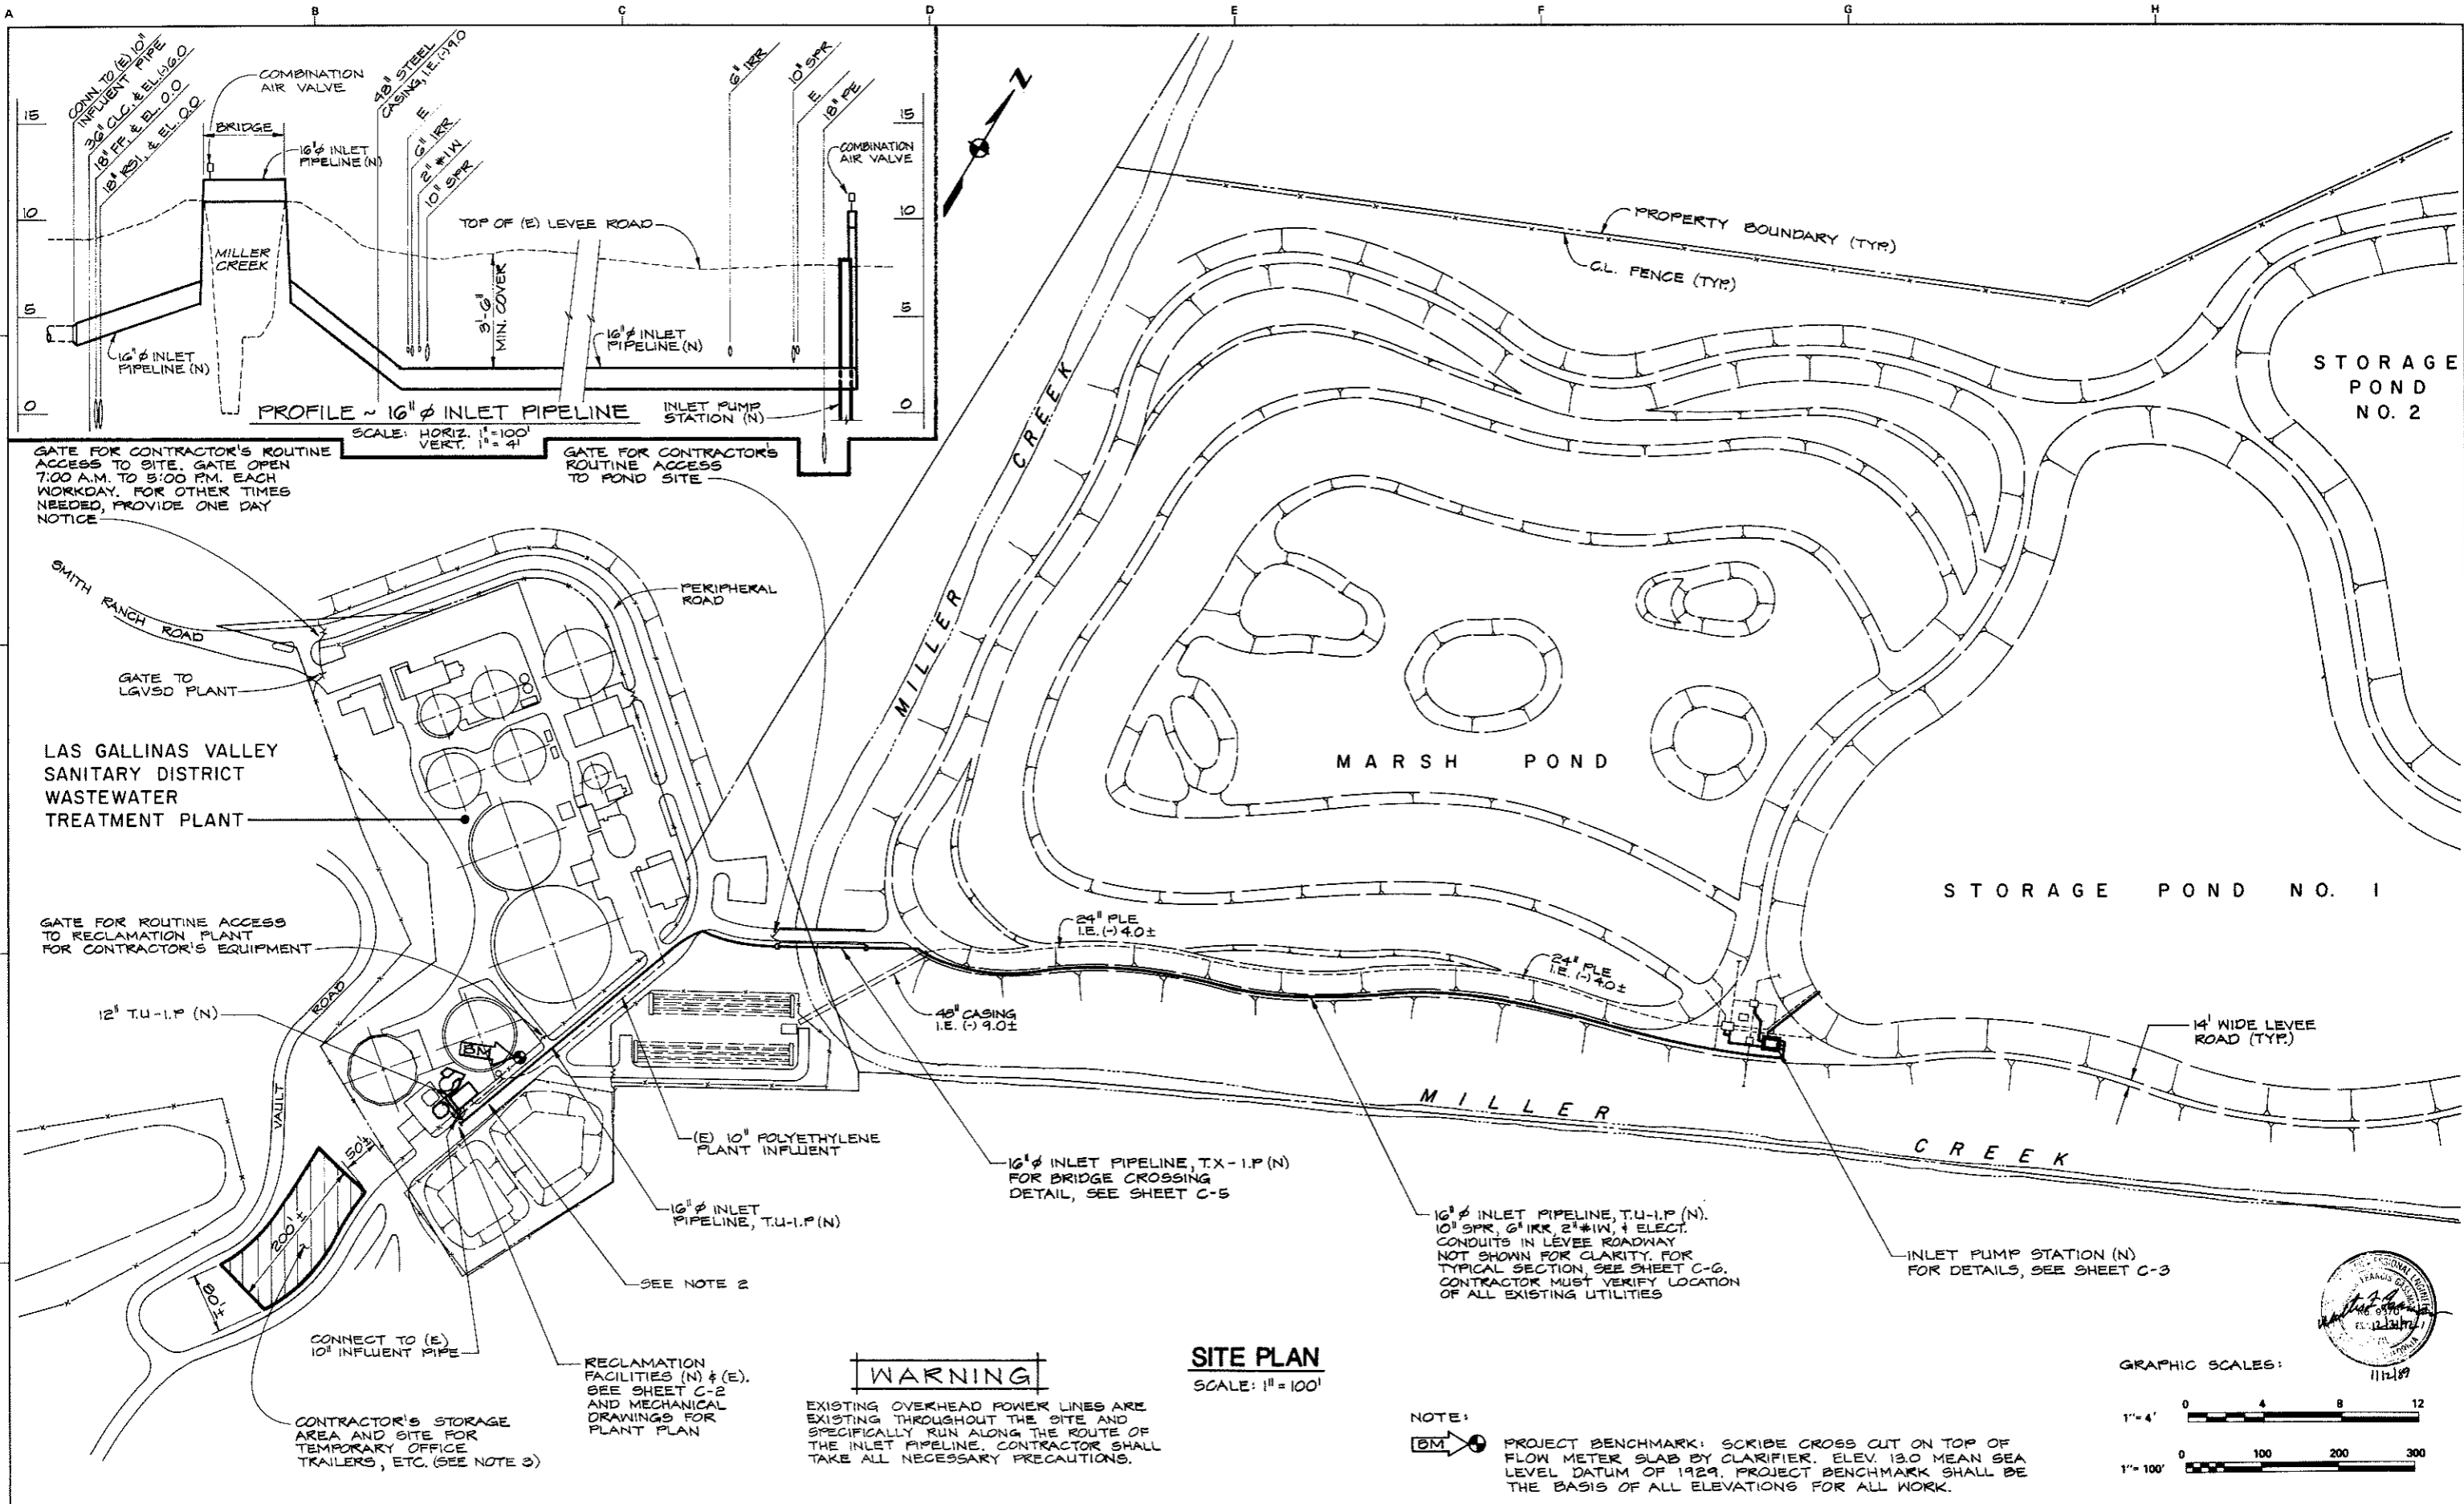 A
B
C
D
E
F
G
H
CONN. TO (E) 10"
INFLUENT PIPE
36" CLG. ℄ EL.(-)6.0
18" FF, ℄ EL. 0.0
18" RSI, ℄ EL. 0.0
COMBINATION
AIR VALVE
BRIDGE
16"φ INLET
PIPELINE (N)
48" STEEL
CASING, I.E. (-)9.0
E
6" IRR
2" #1W
10" SPR
6" IRR
10" SPR
E
18" PE
COMBINATION
AIR VALVE
15
10
5
0
15
10
5
0
MILLER
CREEK
TOP OF (E) LEVEE ROAD
3'-6"
MIN. COVER
16"φ INLET
PIPELINE (N)
16"φ INLET
PIPELINE (N)
INLET PUMP
STATION (N)
PROFILE ~ 16"φ INLET PIPELINE
SCALE: HORIZ. 1"=100'
VERT. 1"=4'
Z
PROPERTY BOUNDARY (TYP.)
C.L. FENCE (TYP.)
STORAGE
POND
NO. 2
GATE FOR CONTRACTOR'S ROUTINE
ACCESS TO SITE. GATE OPEN
7:00 A.M. TO 5:00 P.M. EACH
WORKDAY. FOR OTHER TIMES
NEEDED, PROVIDE ONE DAY
NOTICE
GATE FOR CONTRACTOR'S
ROUTINE ACCESS
TO POND SITE
SMITH RANCH ROAD
PERIPHERAL
ROAD
GATE TO
LGVSD PLANT
MILLER CREEK
LAS GALLINAS VALLEY
SANITARY DISTRICT
WASTEWATER
TREATMENT PLANT
MARSH POND
STORAGE POND NO. 1
GATE FOR ROUTINE ACCESS
TO RECLAMATION PLANT
FOR CONTRACTOR'S EQUIPMENT
24" PLE
I.E. (-) 4.0±
24" PLE
I.E. (-) 4.0±
48" CASING
I.E. (-) 9.0±
12" T.U-1.P (N)
BM
VAULT ROAD
14' WIDE LEVEE
ROAD (TYP.)
MILLER CREEK
(E) 10" POLYETHYLENE
PLANT INFLUENT
16"φ INLET PIPELINE, T.X-1.P (N)
FOR BRIDGE CROSSING
DETAIL, SEE SHEET C-5
16"φ INLET
PIPELINE, T.U-1.P (N)
16"φ INLET PIPELINE, T.U-1.P (N).
10" SPR, 6" IRR, 2" #1W, & ELECT.
CONDUITS IN LEVEE ROADWAY
NOT SHOWN FOR CLARITY. FOR
TYPICAL SECTION, SEE SHEET C-6.
CONTRACTOR MUST VERIFY LOCATION
OF ALL EXISTING UTILITIES
INLET PUMP STATION (N)
FOR DETAILS, SEE SHEET C-3
50'±
200'±
80'±
SEE NOTE 2
CONNECT TO (E)
10" INFLUENT PIPE
RECLAMATION
FACILITIES (N) & (E).
SEE SHEET C-2
AND MECHANICAL
DRAWINGS FOR
PLANT PLAN
CONTRACTOR'S STORAGE
AREA AND SITE FOR
TEMPORARY OFFICE
TRAILERS, ETC. (SEE NOTE 3)
WARNING
EXISTING OVERHEAD POWER LINES ARE
EXISTING THROUGHOUT THE SITE AND
SPECIFICALLY RUN ALONG THE ROUTE OF
THE INLET PIPELINE. CONTRACTOR SHALL
TAKE ALL NECESSARY PRECAUTIONS.
SITE PLAN
SCALE: 1" = 100'
NOTE:
BM
PROJECT BENCHMARK: SCRIBE CROSS CUT ON TOP OF
FLOW METER SLAB BY CLARIFIER. ELEV. 13.0 MEAN SEA
LEVEL DATUM OF 1929. PROJECT BENCHMARK SHALL BE
THE BASIS OF ALL ELEVATIONS FOR ALL WORK.
1/12/89
GRAPHIC SCALES:
1"=4'
0 4 8 12
1"=100'
0 100 200 300